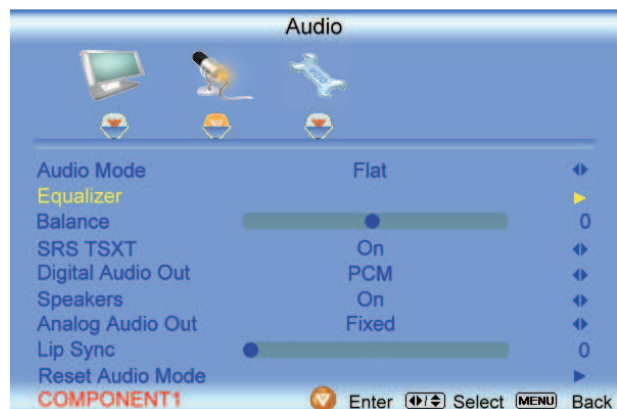 Audio
Audio Mode Flat
Equalizer
Balance 0
SRS TSXT On
Digital Audio Out PCM
Speakers On
Analog Audio Out Fixed
Lip Sync 0
Reset Audio Mode
COMPONENT1 Enter Select MENU Back